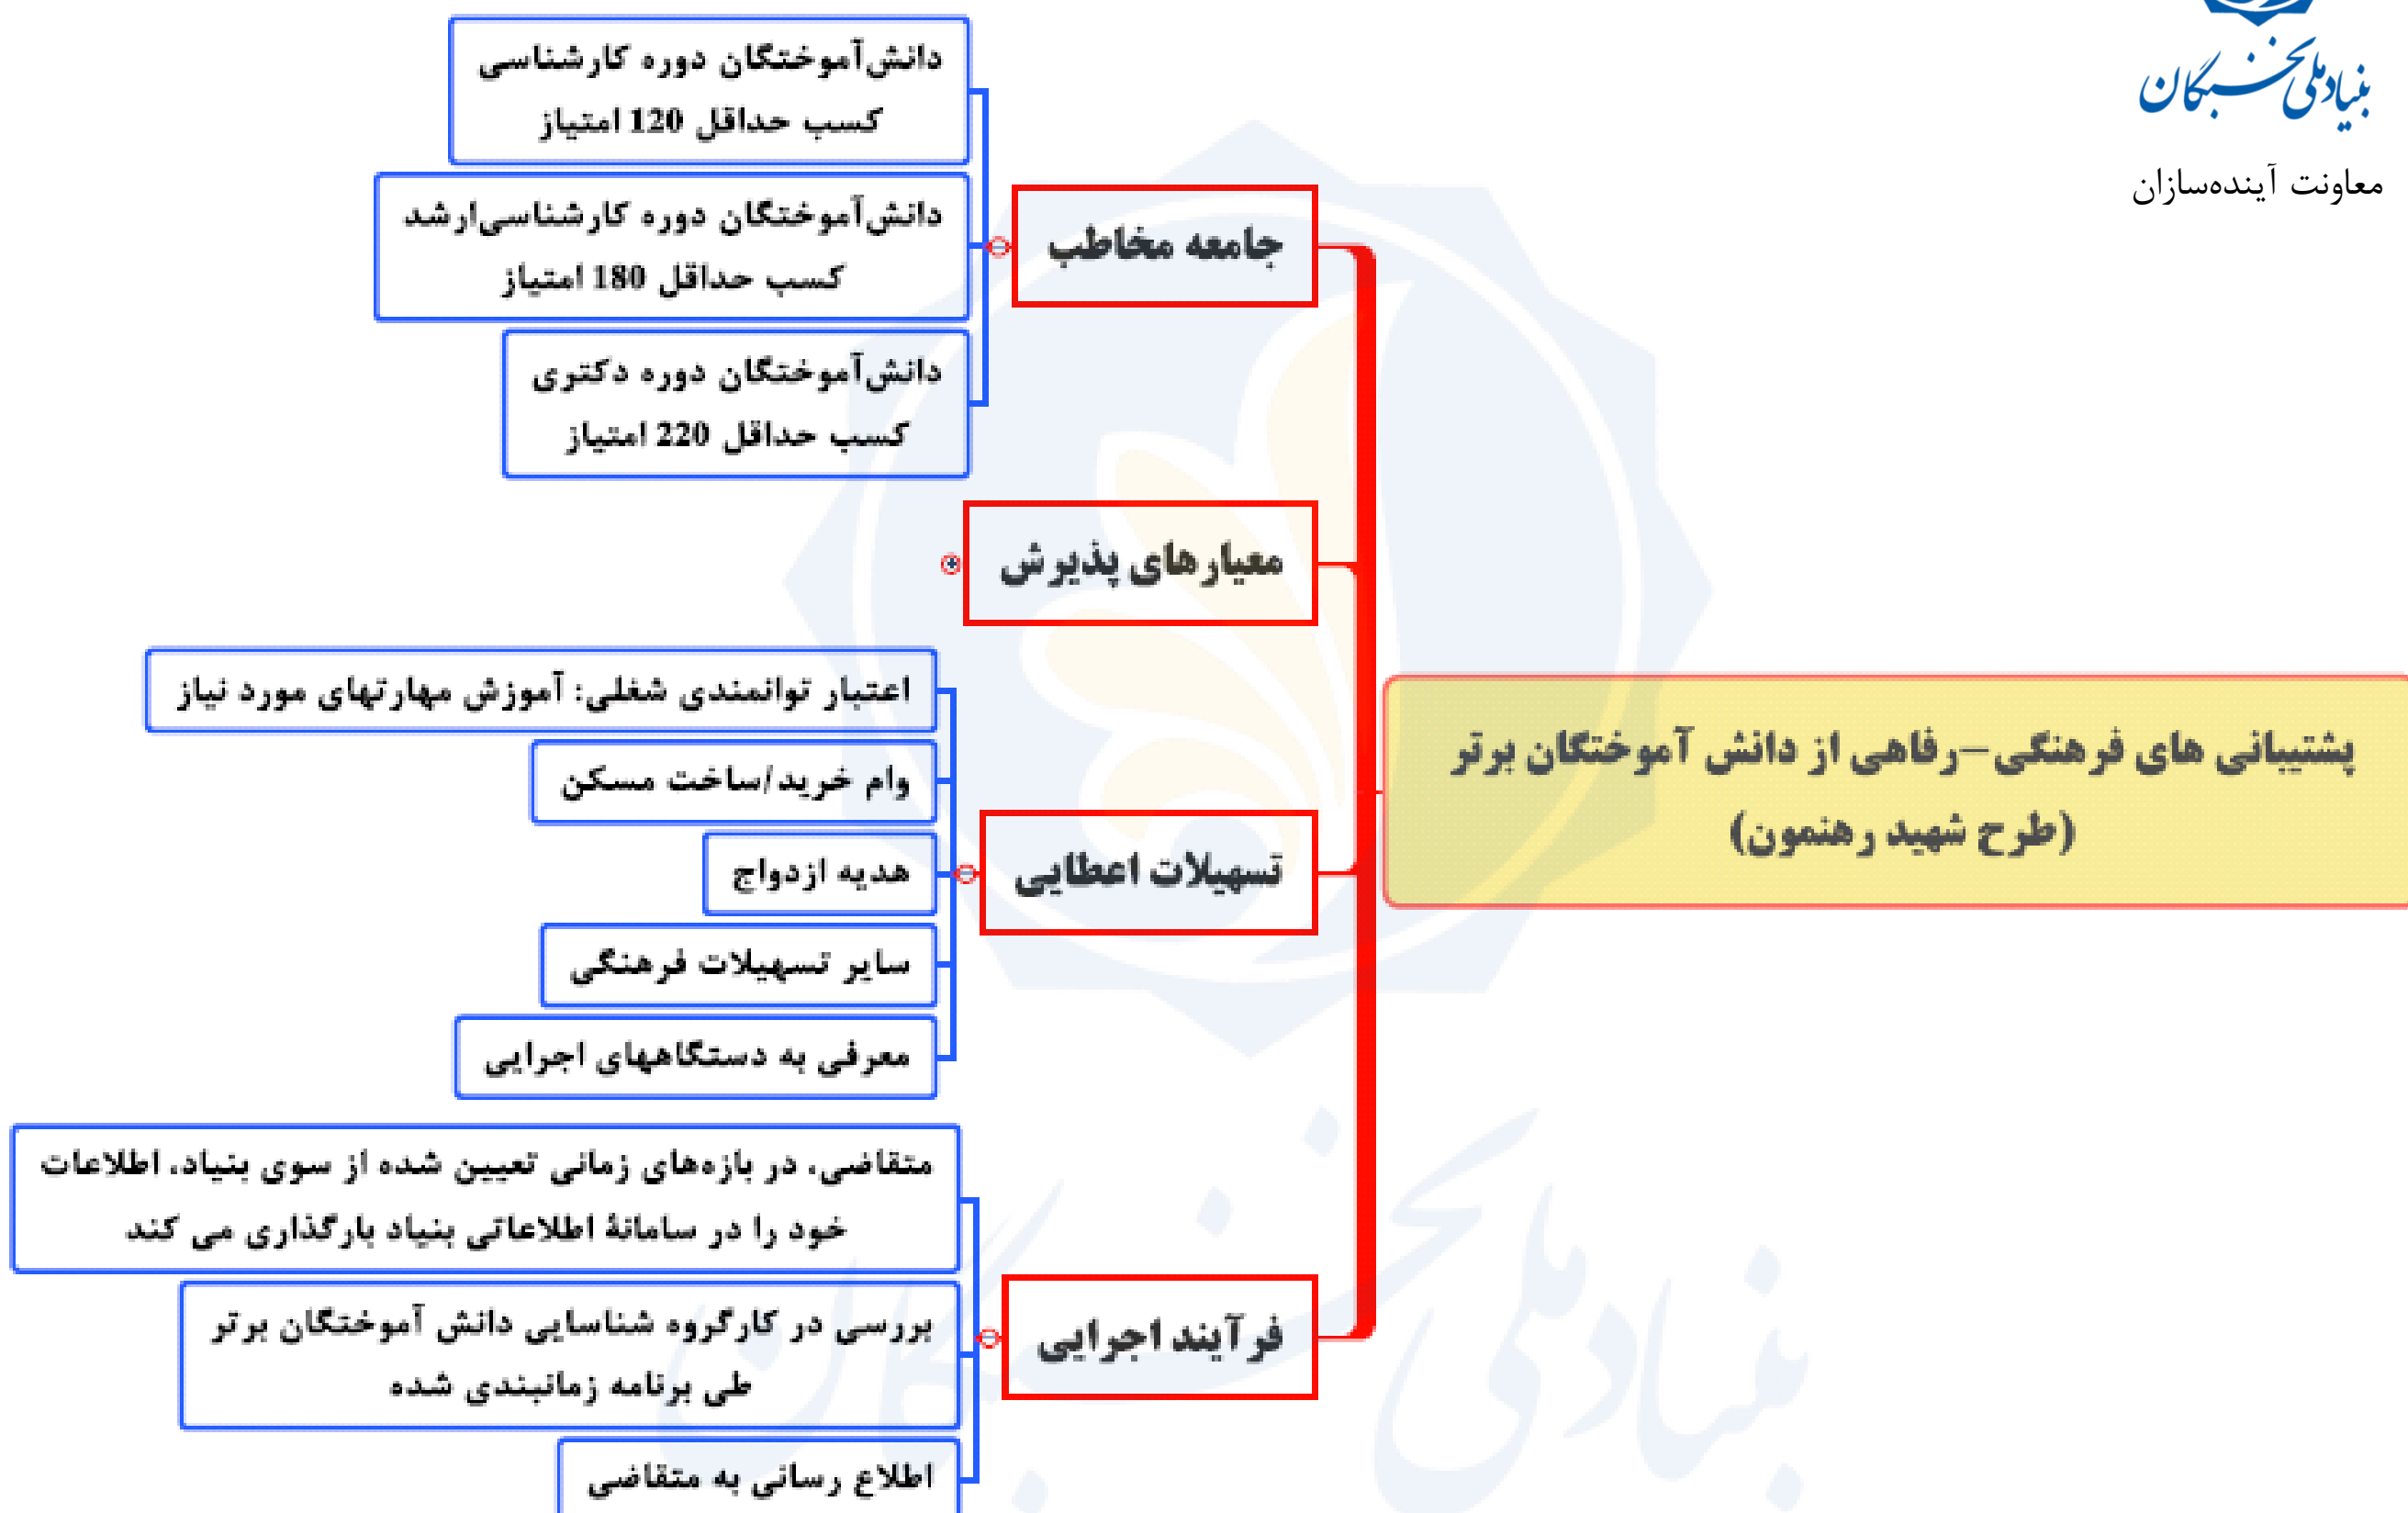 بنیاد ملی نخبگان
معاونت آینده‌سازان
پشتیبانی های فرهنگی-رفاهی از دانش آموختگان برتر
(طرح شهید رهنمون)
جامعه مخاطب
دانش‌آموختگان دوره کارشناسی
کسب حداقل 120 امتیاز
دانش‌آموختگان دوره کارشناسی‌ارشد
کسب حداقل 180 امتیاز
دانش‌آموختگان دوره دکتری
کسب حداقل 220 امتیاز
معیارهای پذیرش
تسهیلات اعطایی
اعتبار توانمندی شغلی: آموزش مهارتهای مورد نیاز
وام خرید/ساخت مسکن
هدیه ازدواج
سایر تسهیلات فرهنگی
معرفی به دستگاههای اجرایی
فرآیند اجرایی
متقاضی، در بازه‌های زمانی تعیین شده از سوی بنیاد، اطلاعات
خود را در سامانۀ اطلاعاتی بنیاد بارگذاری می کند
بررسی در کارگروه شناسایی دانش آموختگان برتر
طی برنامه زمانبندی شده
اطلاع رسانی به متقاضی
بنیاد ملی نخبگان